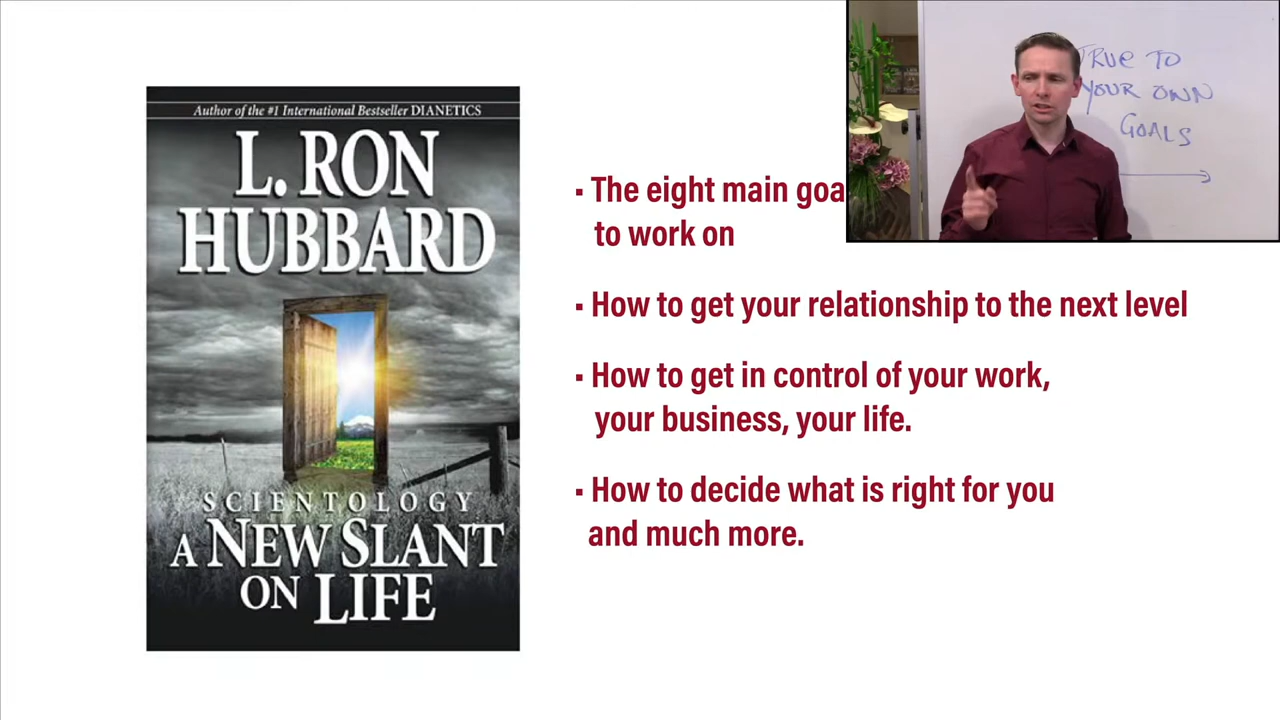 Author of the #1 International Bestseller DIANETICS
L. RON
HUBBARD
SCIENTOLOGY
A NEW SLANT
ON LIFE
▪ The eight main goa
to work on
▪ How to get your relationship to the next level
▪ How to get in control of your work,
your business, your life.
▪ How to decide what is right for you
and much more.
TRUE TO
YOUR OWN
GOALS